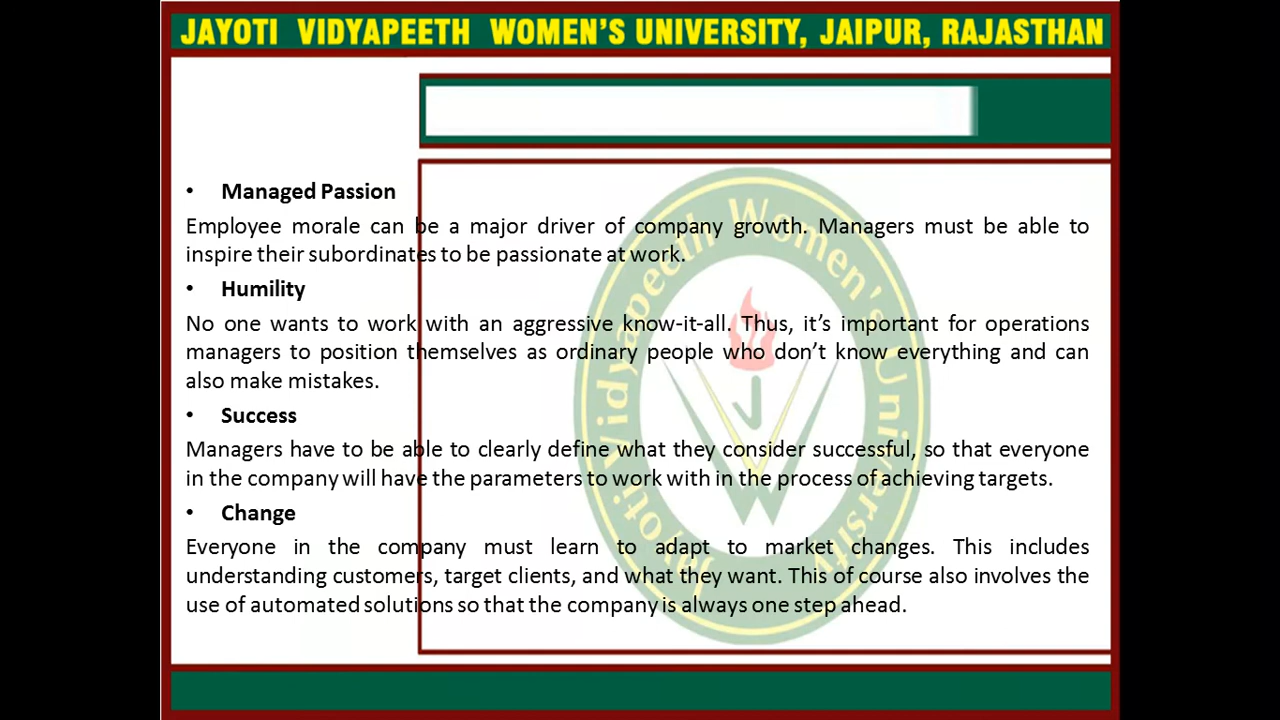 JAYOTI VIDYAPEETH WOMEN'S UNIVERSITY, JAIPUR, RAJASTHAN
• Managed Passion
Employee morale can be a major driver of company growth. Managers must be able to
inspire their subordinates to be passionate at work.
• Humility
No one wants to work with an aggressive know-it-all. Thus, it’s important for operations
managers to position themselves as ordinary people who don’t know everything and can
also make mistakes.
• Success
Managers have to be able to clearly define what they consider successful, so that everyone
in the company will have the parameters to work with in the process of achieving targets.
• Change
Everyone in the company must learn to adapt to market changes. This includes
understanding customers, target clients, and what they want. This of course also involves the
use of automated solutions so that the company is always one step ahead.
Jayoti Vidyapeeth Women's University